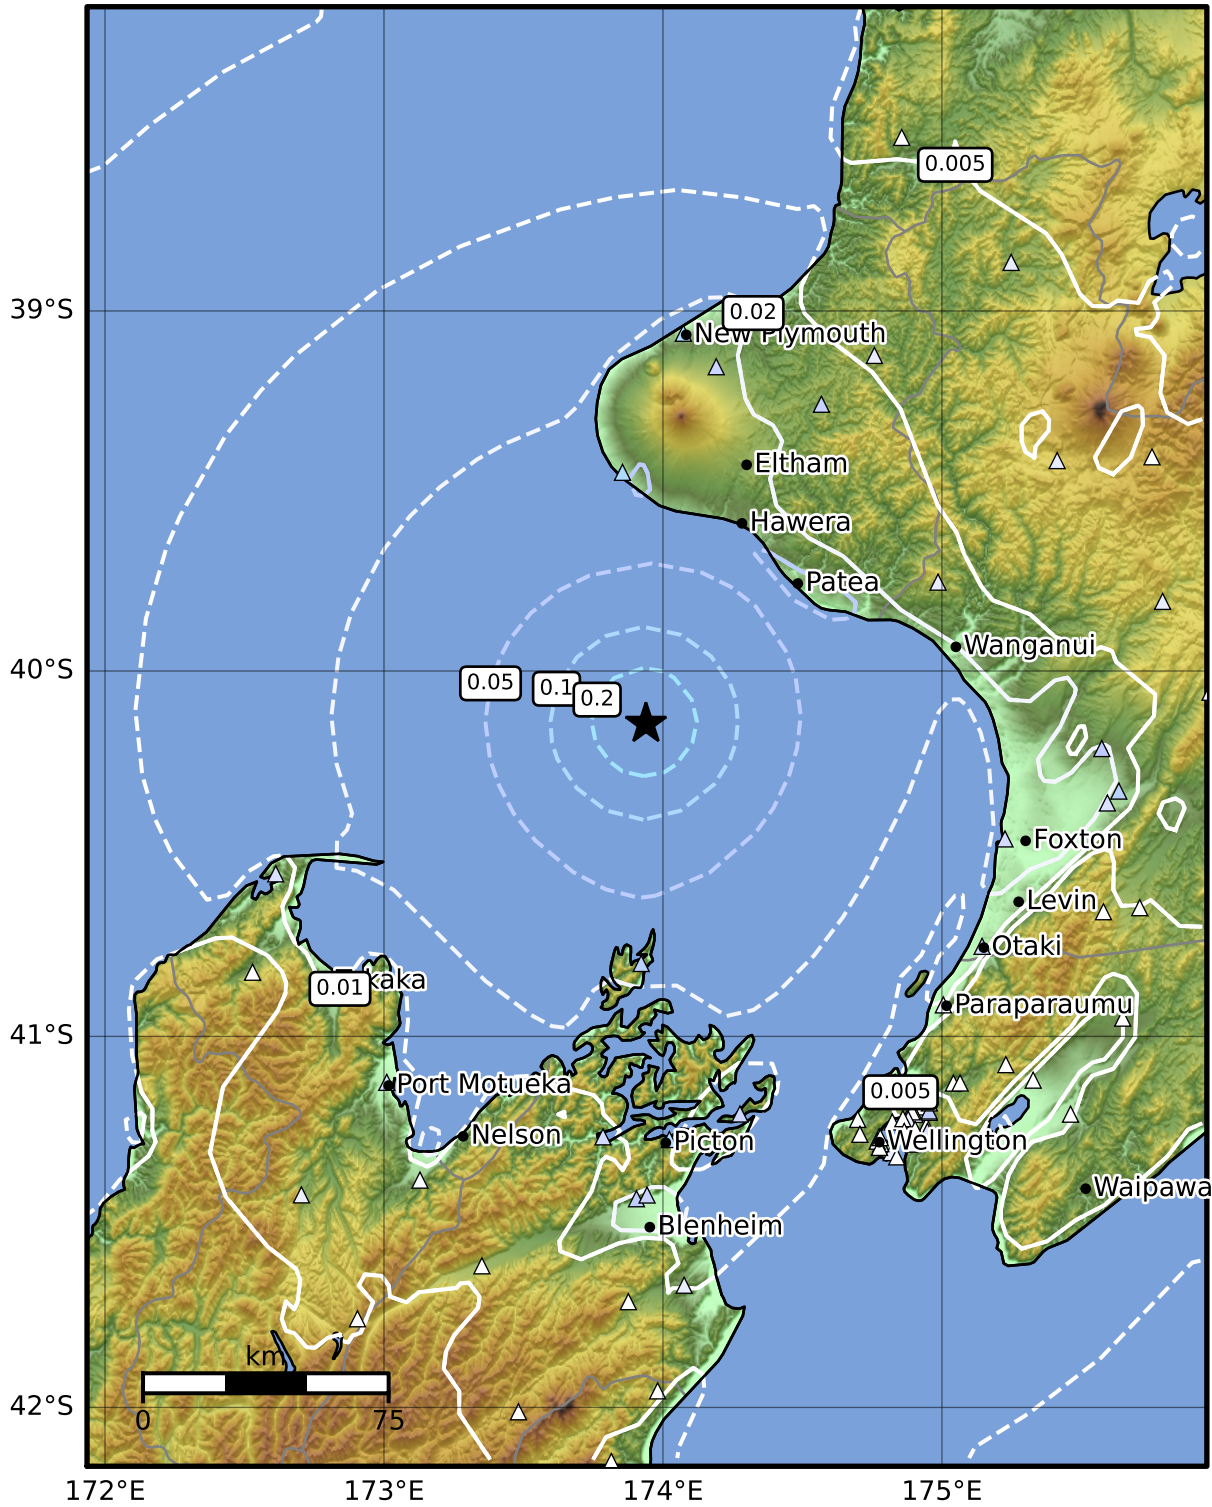 0.005
39°S
0.02
New Plymouth
Eltham
Hawera
Patea
Wanganui
40°S
0.05
0.1
0.2
Foxton
Levin
Otaki
kaka
0.01
Paraparaumu
41°S
Port Motueka
0.005
Nelson
Picton
Wellington
Waipawa
Blenheim
km
0
75
42°S
172°E
173°E
174°E
175°E